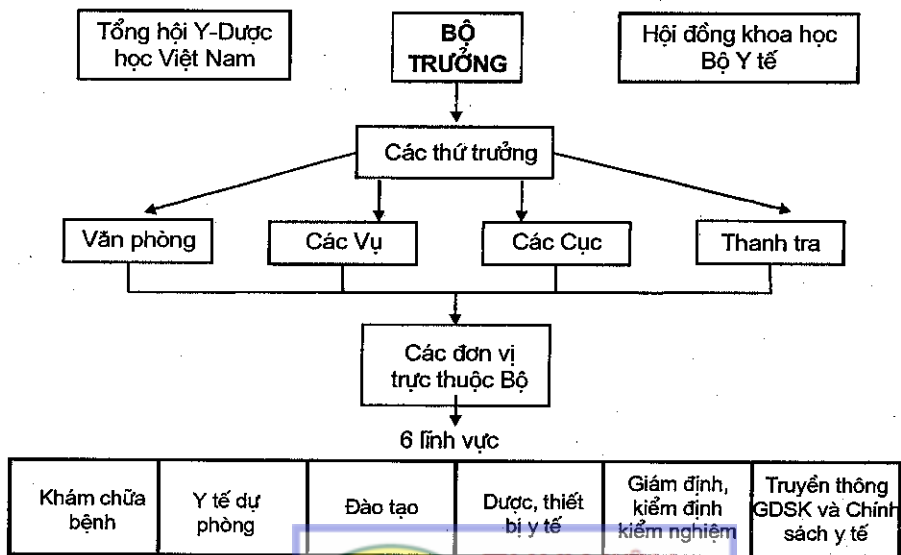 Tổng hội Y-Dược
học Việt Nam
BỘ
TRƯỞNG
Hội đồng khoa học
Bộ Y tế
Các thứ trưởng
Văn phòng
Các Vụ
Các Cục
Thanh tra
Các đơn vị
trực thuộc Bộ
6 lĩnh vực
Khám chữa
bệnh
Y tế dự
phòng
Đào tạo
Dược, thiết
bị y tế
Giám định,
kiểm định
kiểm nghiệm
Truyền thông
GDSK và Chính
sách y tế